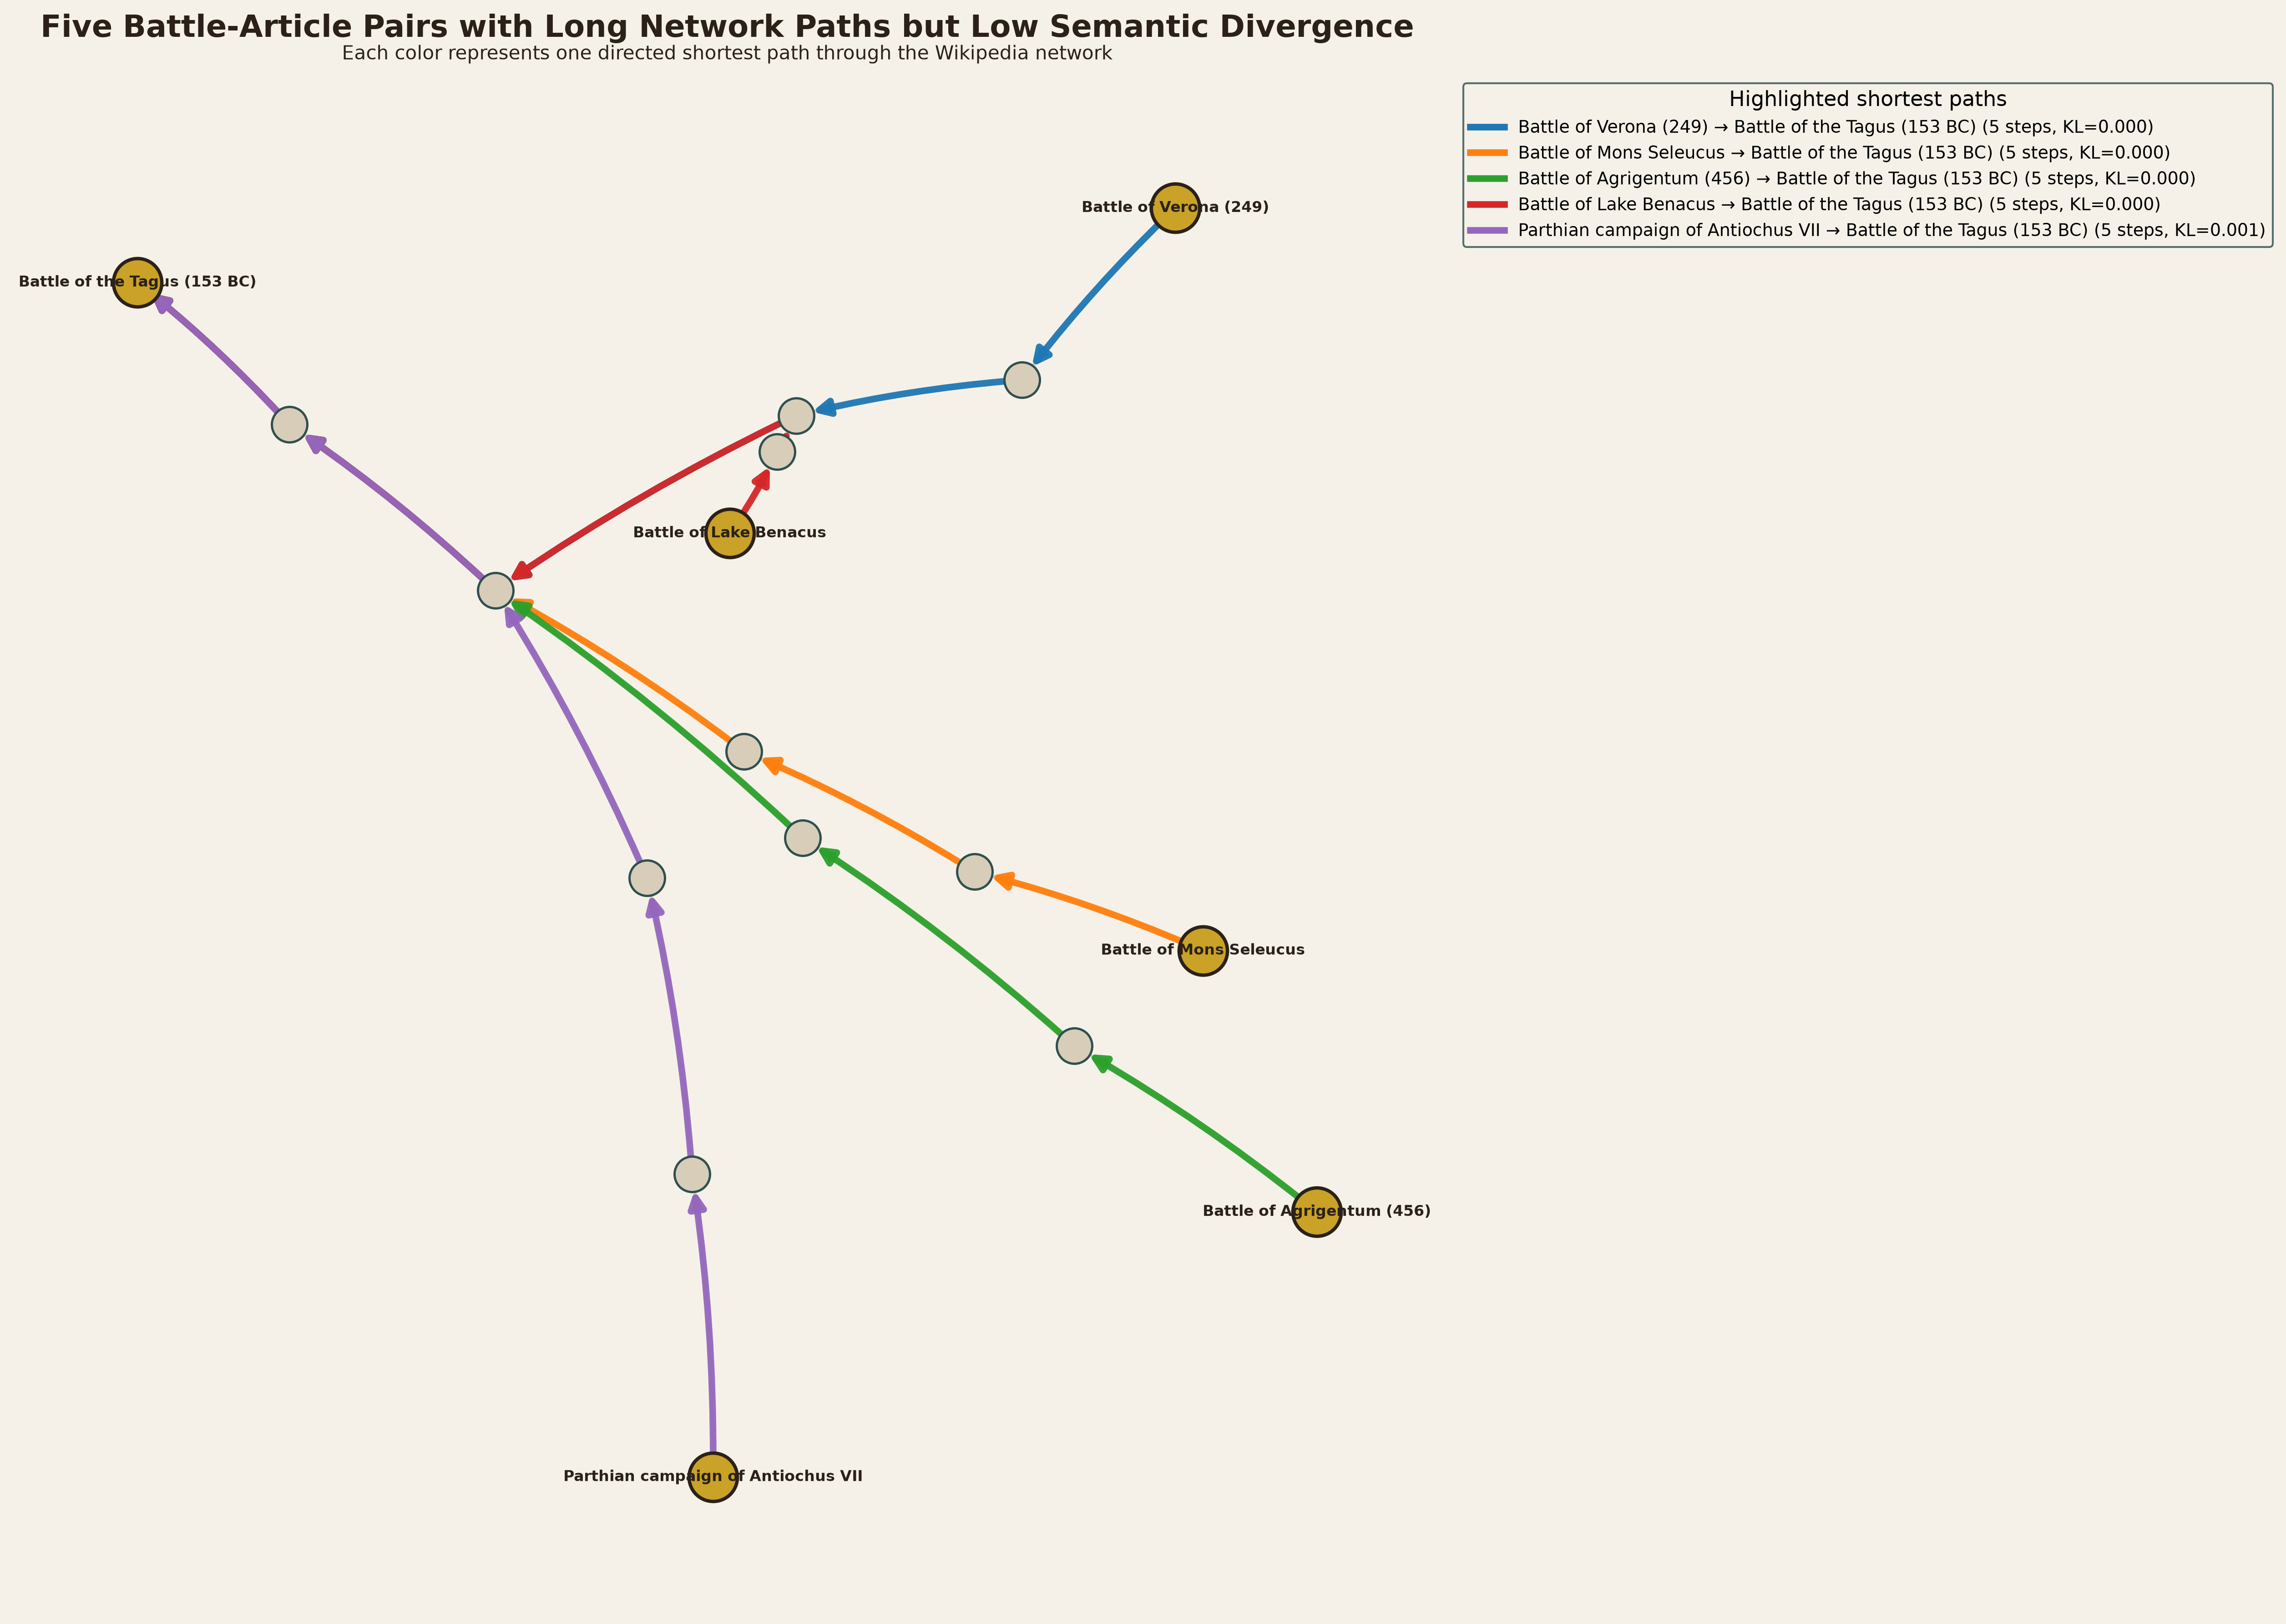 Five Battle-Article Pairs with Long Network Paths but Low Semantic Divergence
Each color represents one directed shortest path through the Wikipedia network
Highlighted shortest paths
Battle of Verona (249) → Battle of the Tagus (153 BC) (5 steps, KL=0.000)
Battle of Mons Seleucus → Battle of the Tagus (153 BC) (5 steps, KL=0.000)
Battle of Agrigentum (456) → Battle of the Tagus (153 BC) (5 steps, KL=0.000)
Battle of Lake Benacus → Battle of the Tagus (153 BC) (5 steps, KL=0.000)
Parthian campaign of Antiochus VII → Battle of the Tagus (153 BC) (5 steps, KL=0.001)
Battle of Verona (249)
Battle of the Tagus (153 BC)
Battle of Lake Benacus
Battle of Mons Seleucus
Battle of Agrigentum (456)
Parthian campaign of Antiochus VII